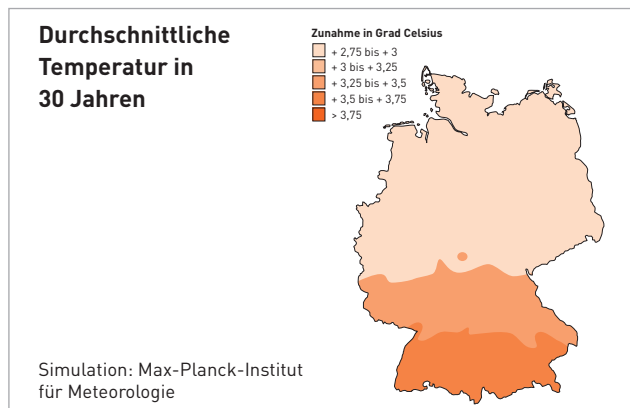 Durchschnittliche
Temperatur in
30 Jahren
Zunahme in Grad Celsius
+ 2,75 bis + 3
+ 3 bis + 3,25
+ 3,25 bis + 3,5
+ 3,5 bis + 3,75
> 3,75
Simulation: Max-Planck-Institut
für Meteorologie